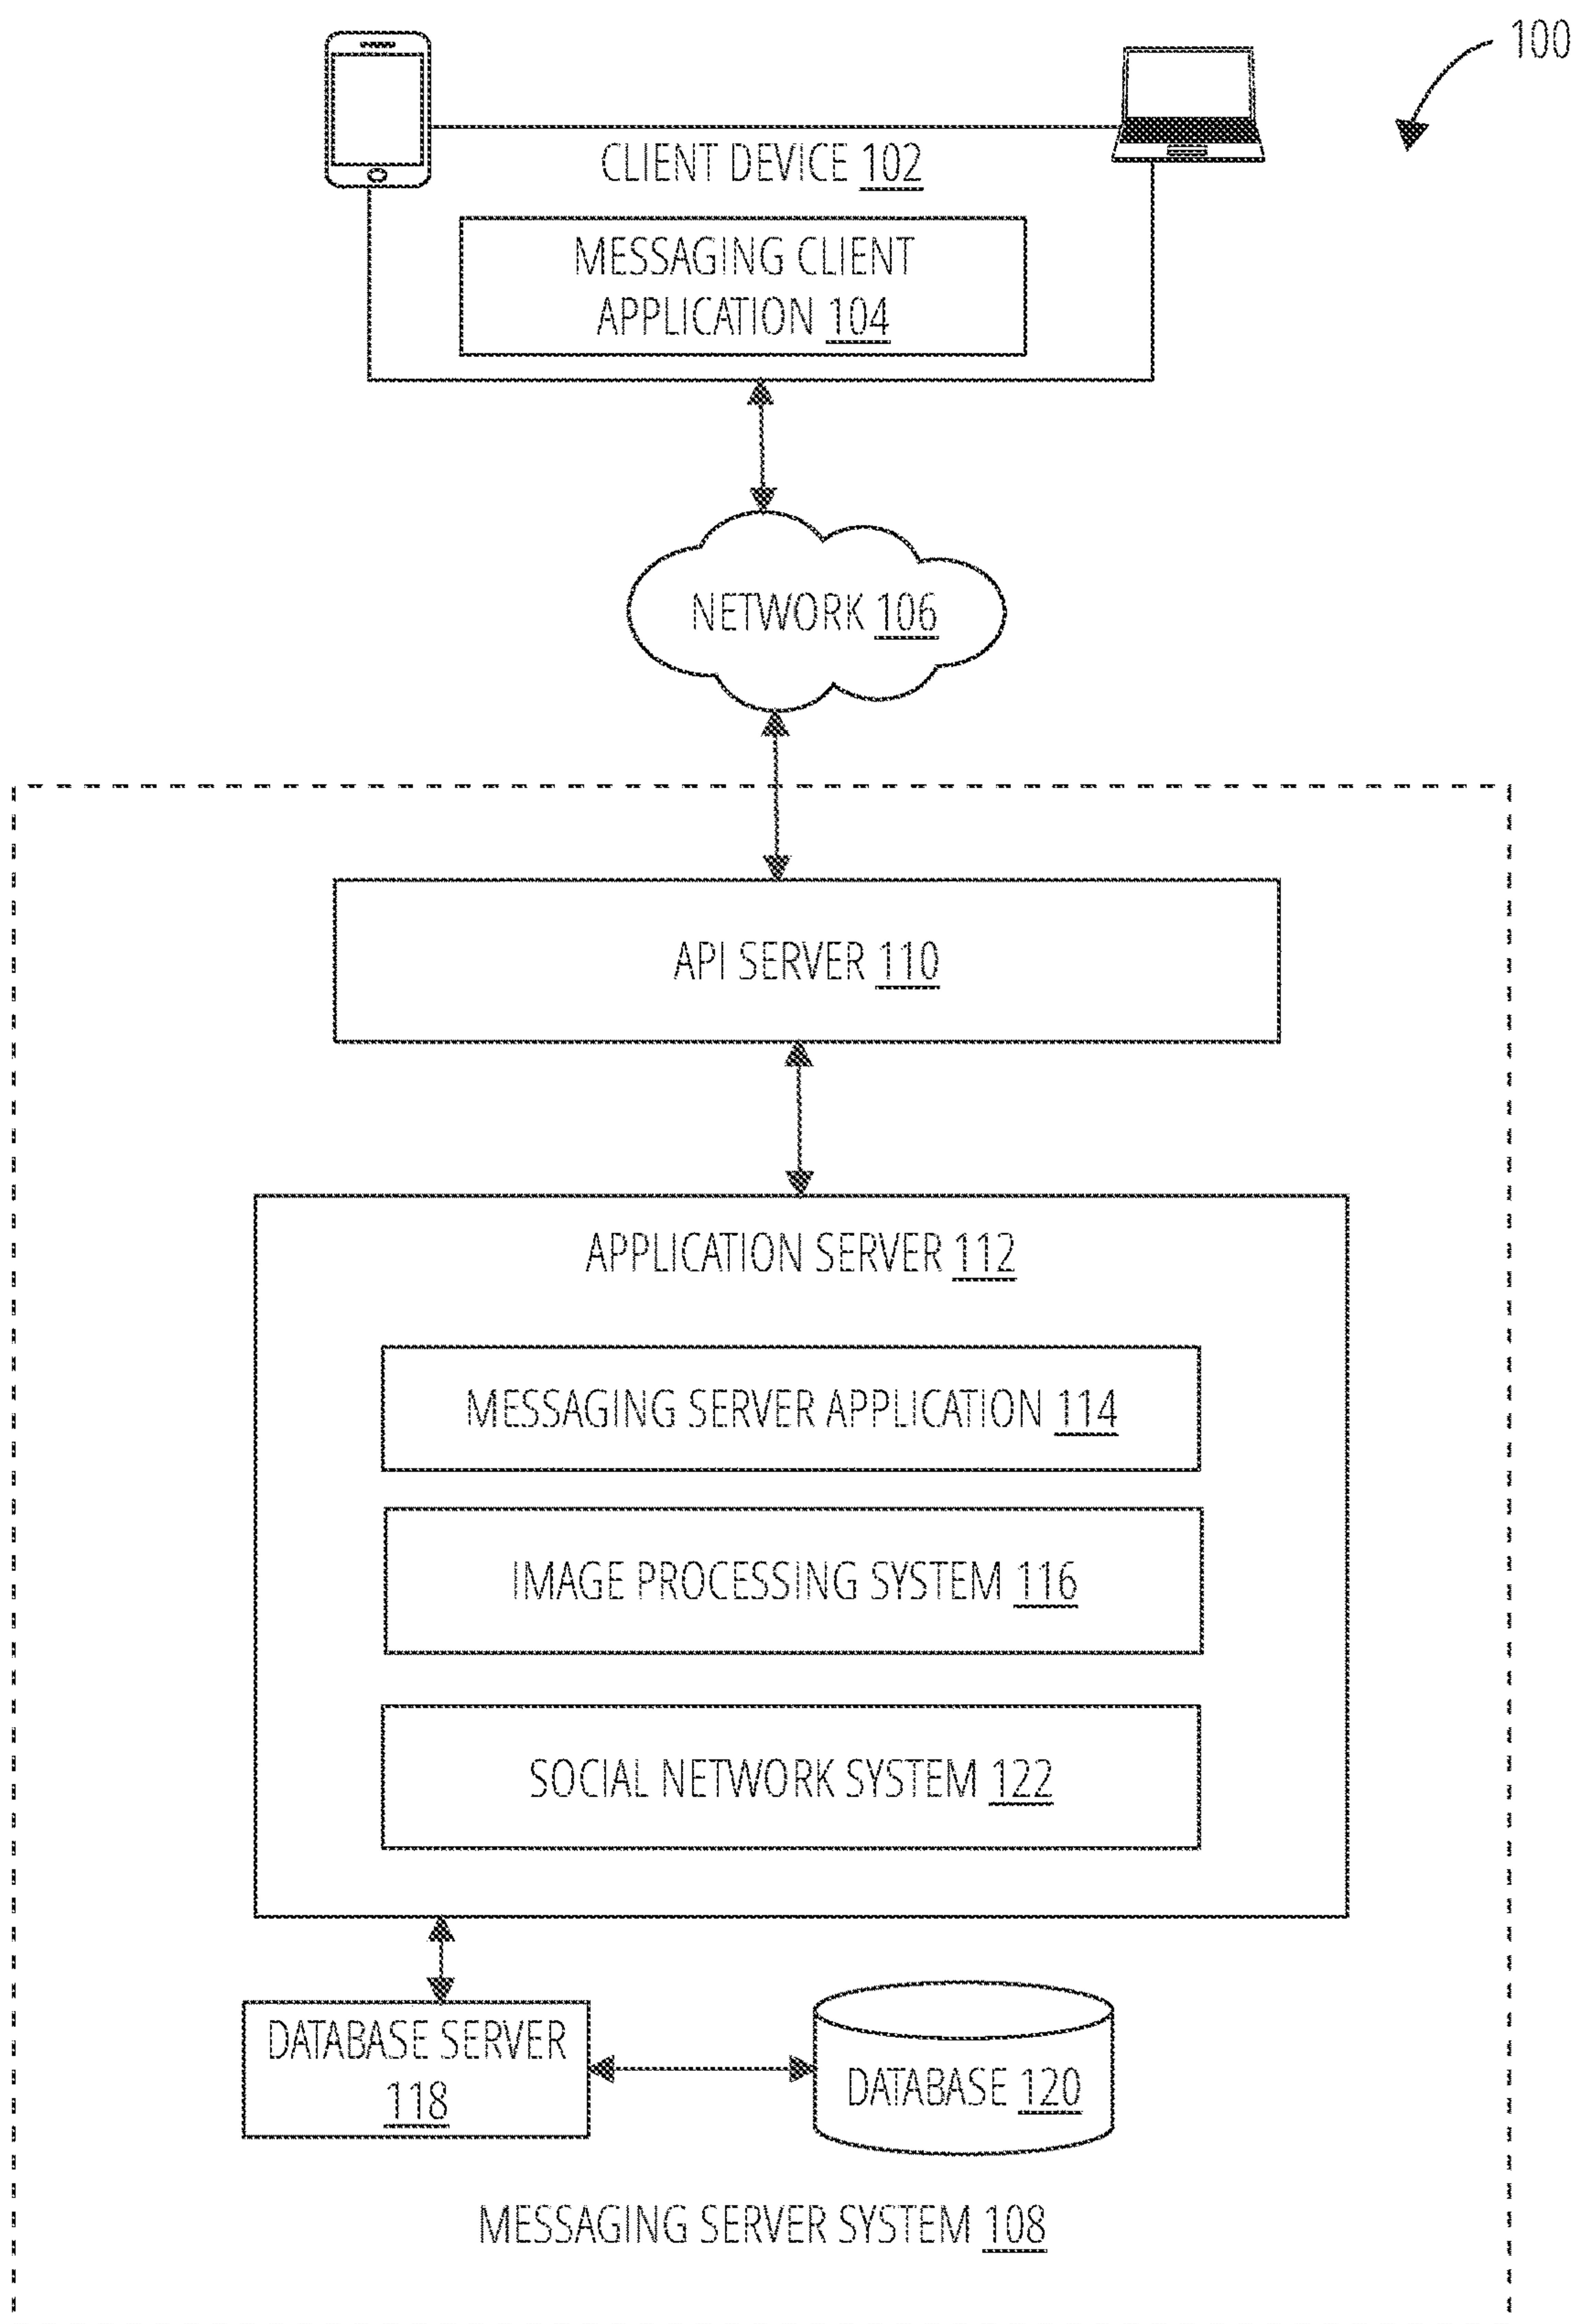 100
CLIENT DEVICE 102
MESSAGING CLIENT
APPLICATION 104
NETWORK 106
API SERVER 110
APPLICATION SERVER 112
MESSAGING SERVER APPLICATION 114
IMAGE PROCESSING SYSTEM 116
SOCIAL NETWORK SYSTEM 122
DATABASE SERVER
118
DATABASE 120
MESSAGING SERVER SYSTEM 108